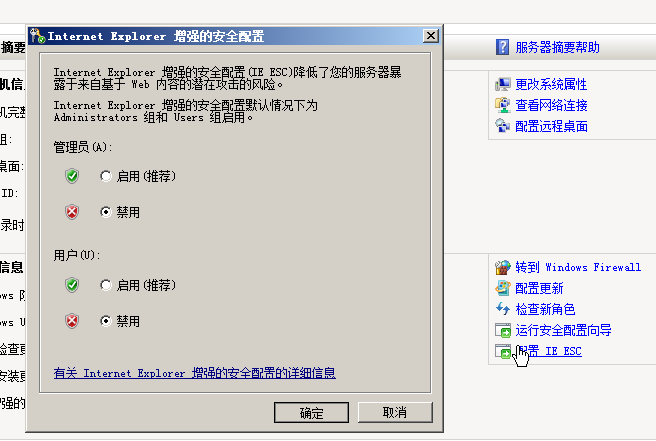 Internet Explorer 增强的安全配置
Internet Explorer 增强的安全配置(IE ESC)降低了您的服务器暴
露于来自基于 Web 内容的潜在攻击的风险。
Internet Explorer 增强的安全配置默认情况下为
Administrators 组和 Users 组启用。
管理员(A):
启用(推荐)
禁用
用户(U):
启用(推荐)
禁用
有关 Internet Explorer 增强的安全配置的详细信息
确定
取消
摘要
机信
机完整
组:
桌面:
ID:
录时
信息
ows 防
ows U
检查更
安装更
增强的
服务器摘要帮助
更改系统属性
查看网络连接
配置远程桌面
转到 Windows Firewall
配置更新
检查新角色
运行安全配置向导
配置 IE ESC